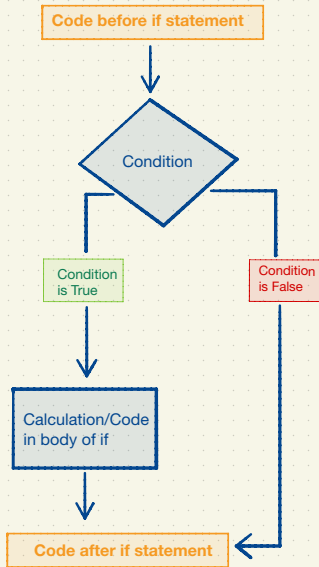 Code before if statement
Condition
Condition
is True
Condition
is False
Calculation/Code
in body of if
Code after if statement